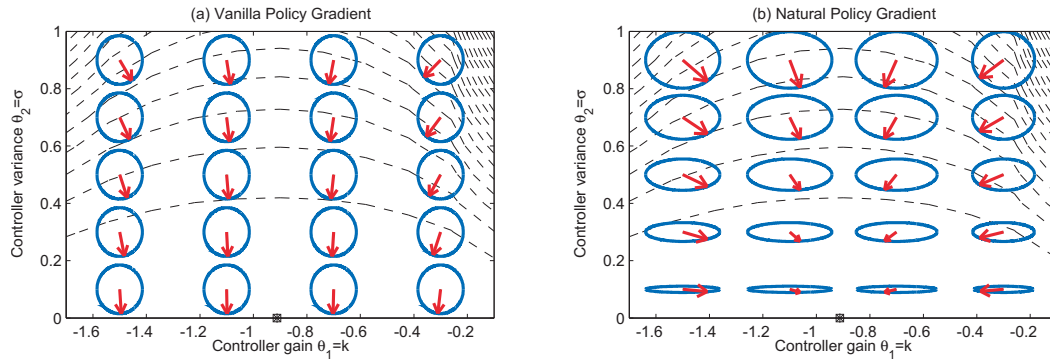 (a) Vanilla Policy Gradient
Controller variance θ2=σ
1
0.8
0.6
0.4
0.2
0
-1.6 -1.4 -1.2 -1 -0.8 -0.6 -0.4 -0.2
Controller gain θ1=k
(b) Natural Policy Gradient
Controller variance θ2=σ
1
0.8
0.6
0.4
0.2
0
-1.6 -1.4 -1.2 -1 -0.8 -0.6 -0.4 -0.2
Controller gain θ1=k